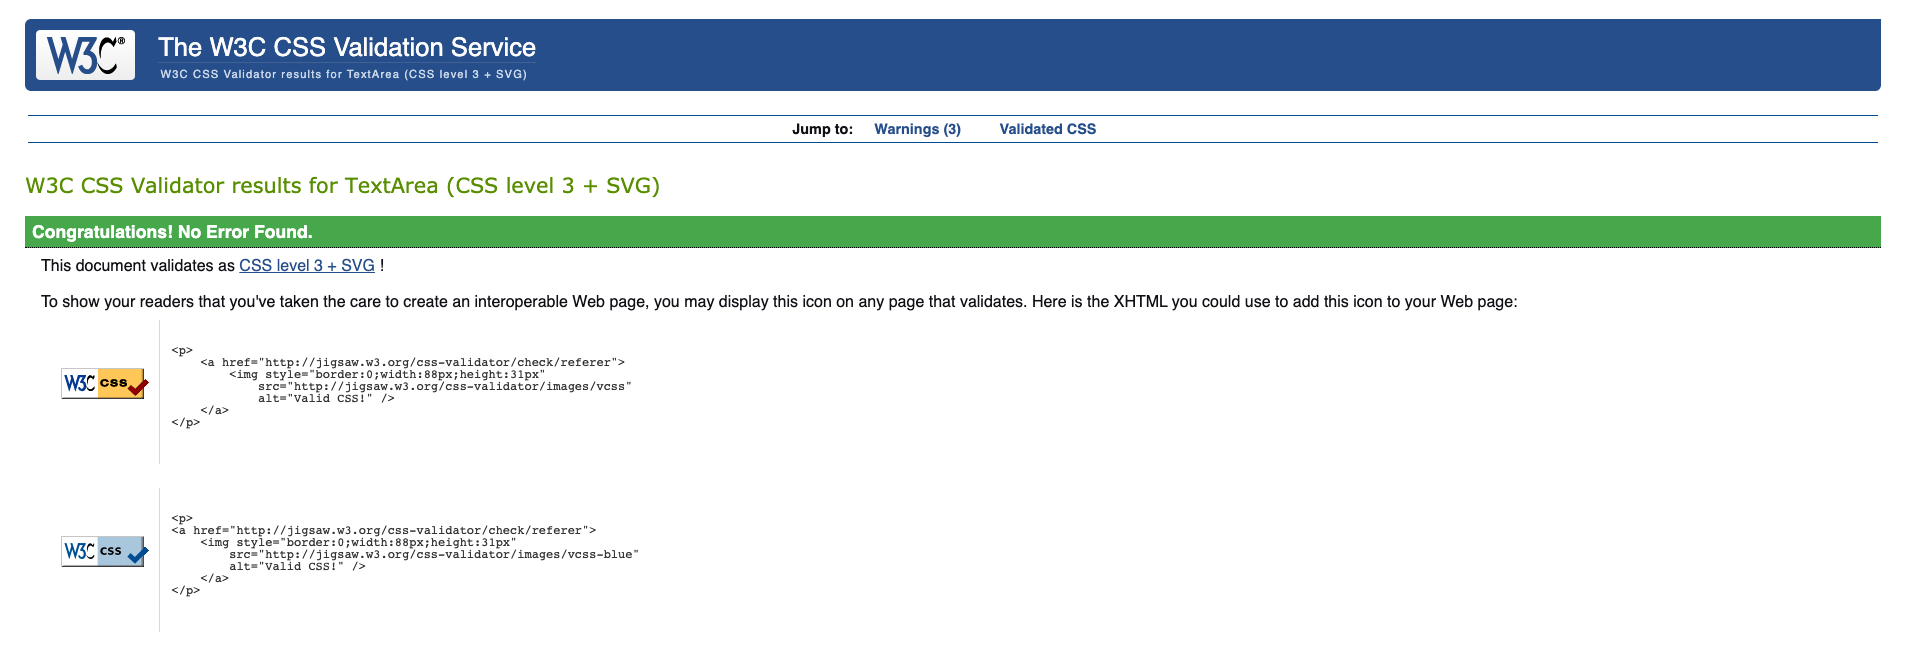 W3C®
The W3C CSS Validation Service
W3C CSS Validator results for TextArea (CSS level 3 + SVG)
Jump to: Warnings (3) Validated CSS
W3C CSS Validator results for TextArea (CSS level 3 + SVG)
Congratulations! No Error Found.
This document validates as CSS level 3 + SVG !
To show your readers that you've taken the care to create an interoperable Web page, you may display this icon on any page that validates. Here is the XHTML you could use to add this icon to your Web page:
W3C css
<p>
    <a href="http://jigsaw.w3.org/css-validator/check/referer">
        <img style="border:0;width:88px;height:31px"
            src="http://jigsaw.w3.org/css-validator/images/vcss"
            alt="Valid CSS!" />
    </a>
</p>
W3C css
<p>
<a href="http://jigsaw.w3.org/css-validator/check/referer">
    <img style="border:0;width:88px;height:31px"
        src="http://jigsaw.w3.org/css-validator/images/vcss-blue"
        alt="Valid CSS!" />
    </a>
</p>